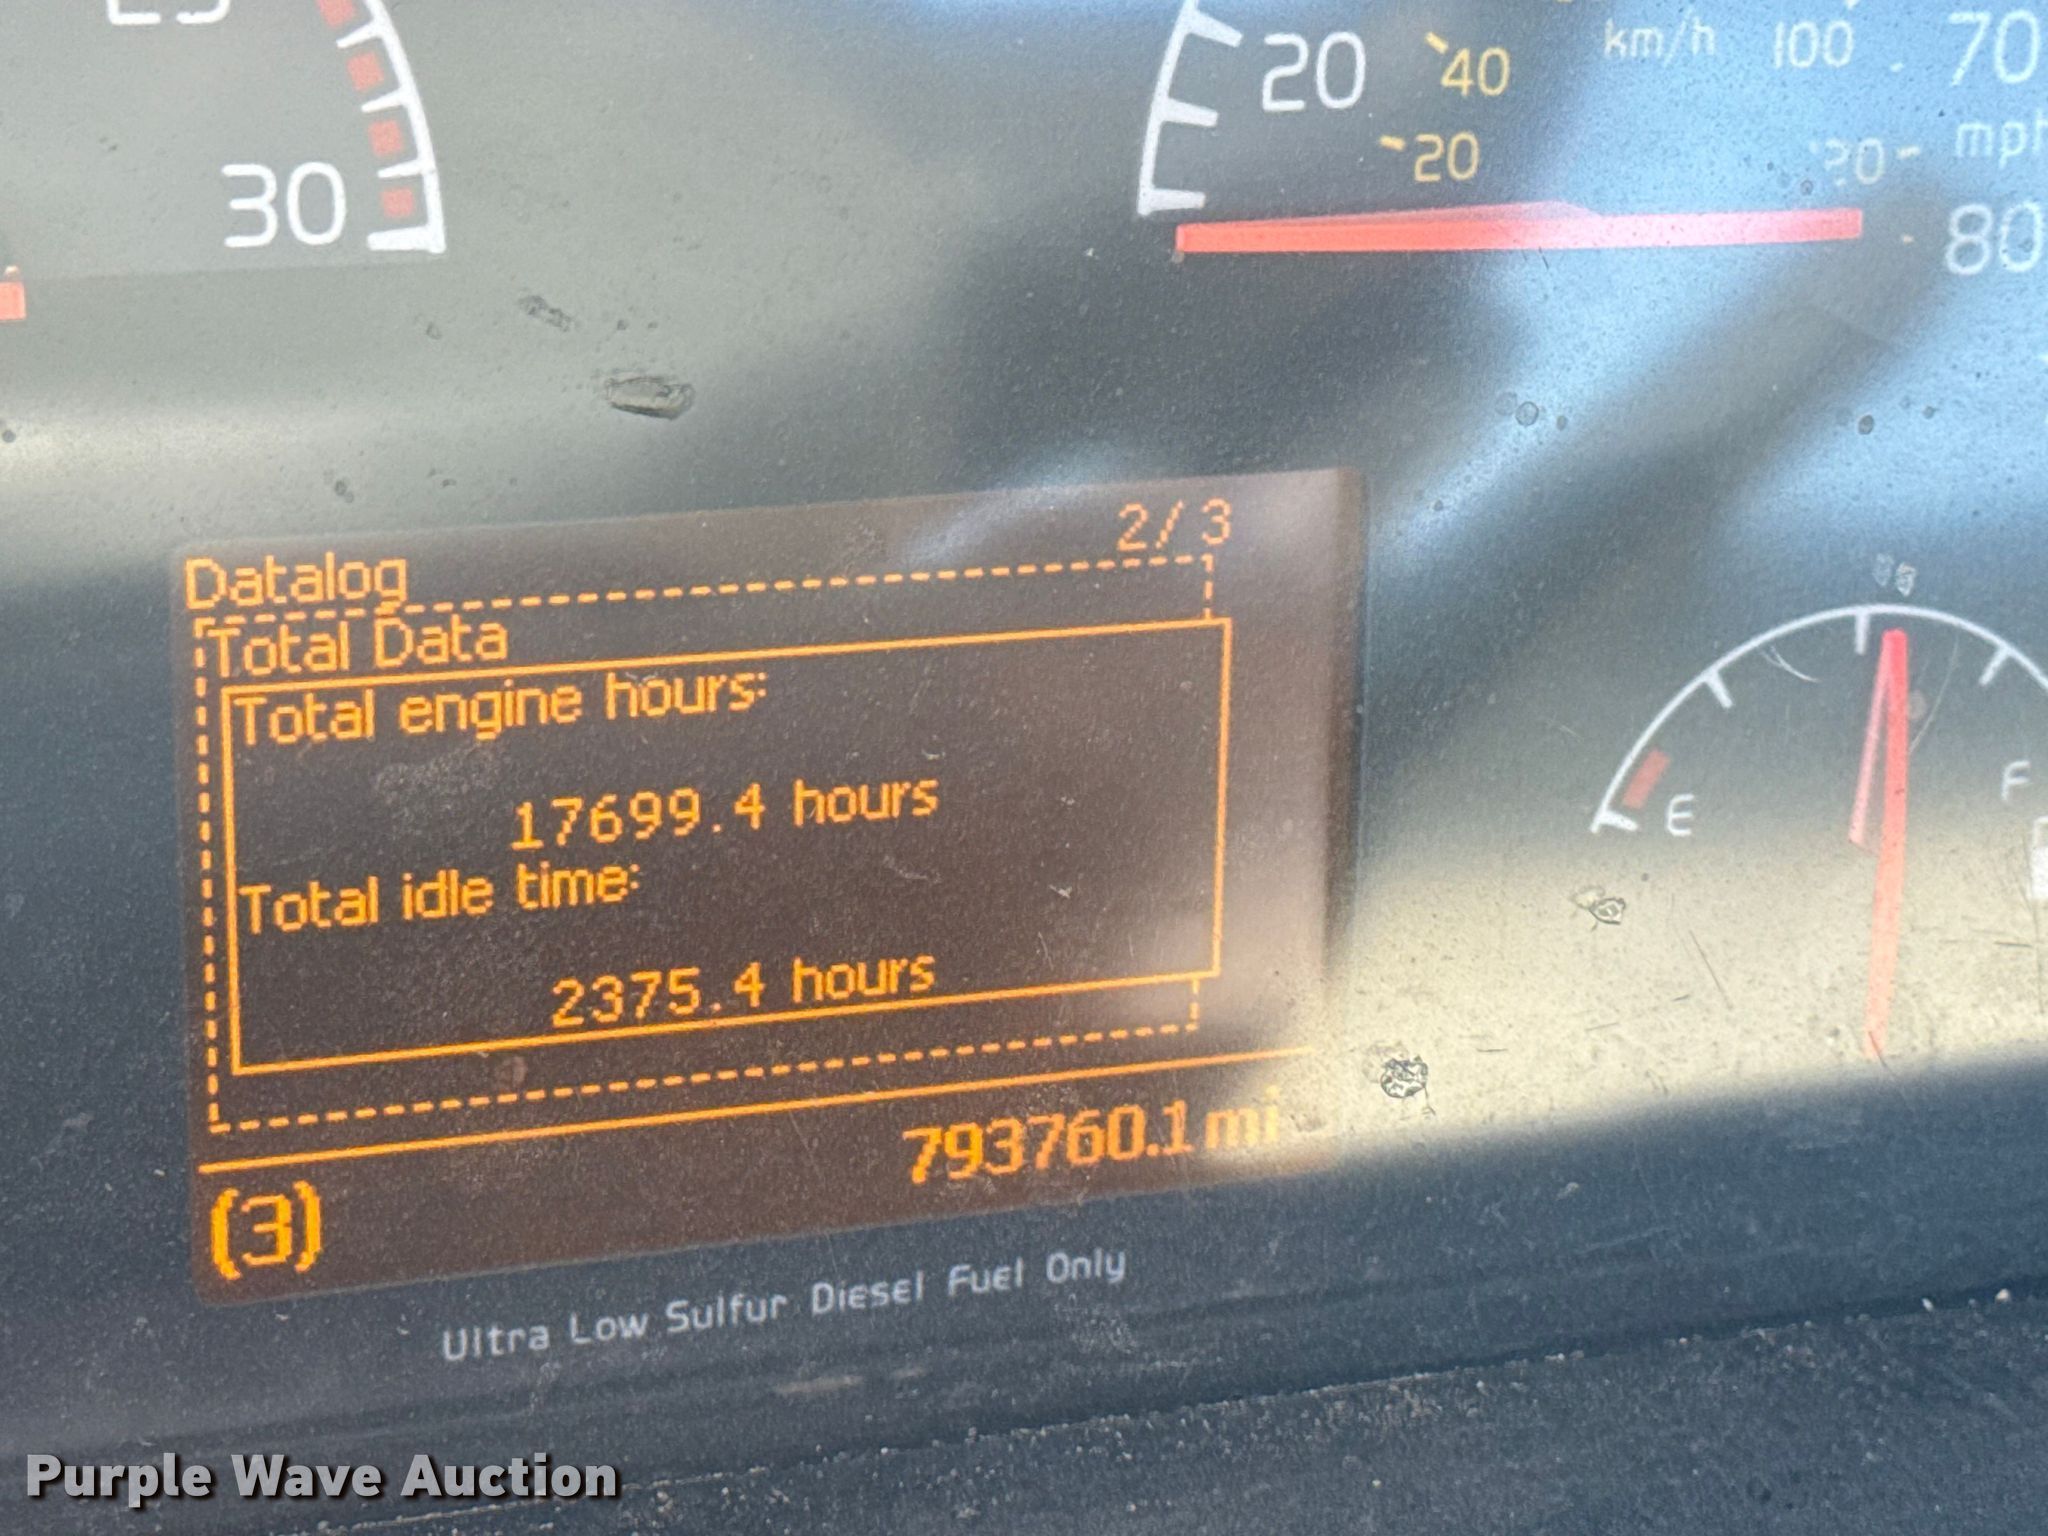 30
20
40
20
km/h
100
70
mph
80
2/3
Datalog
Total Data
Total engine hours:
17699.4 hours
Total idle time:
2375.4 hours
793760.1 mi
(3)
E
F
Ultra Low Sulfur Diesel Fuel Only
Purple Wave Auction